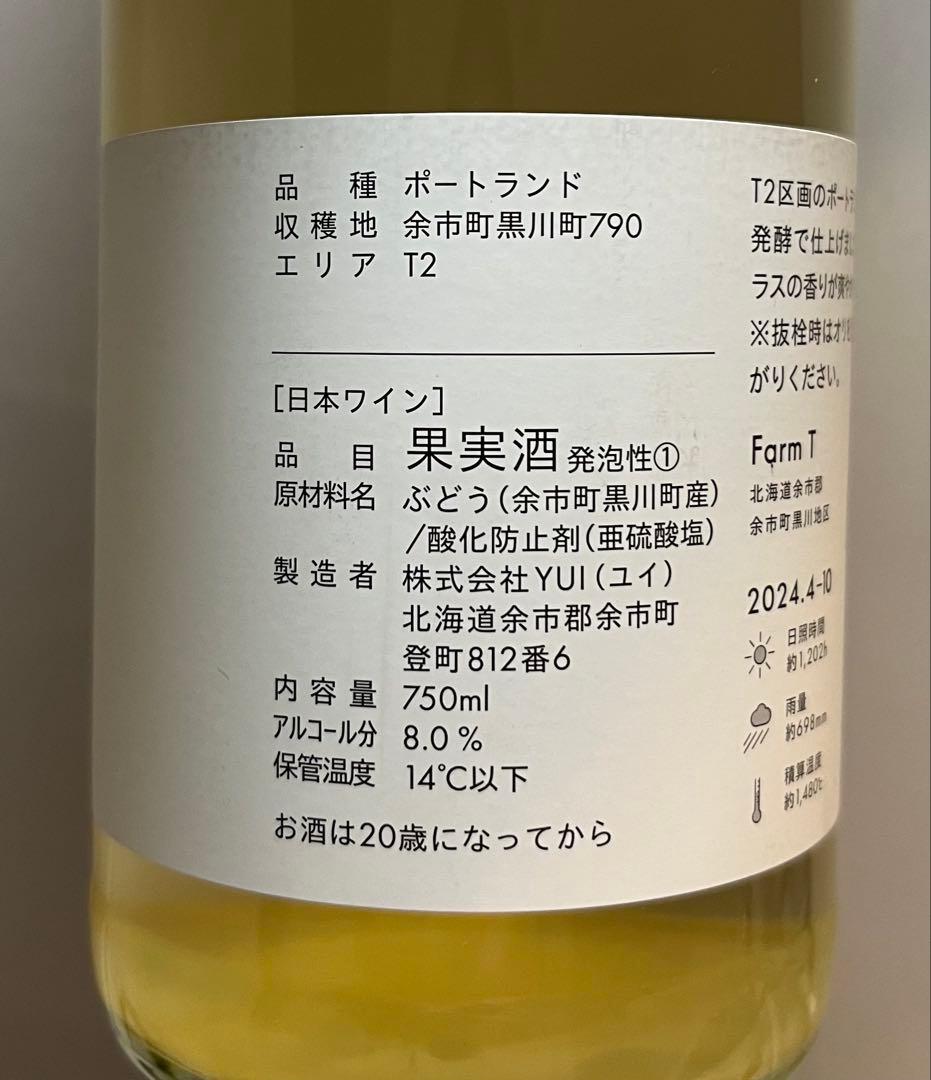 品種 ポートランド
収穫地 余市町黒川町790
エリア T2
[日本ワイン]
品目 果実酒 発泡性①
原材料名 ぶどう(余市町黒川町産)
/酸化防止剤(亜硫酸塩)
製造者 株式会社YUI(ユイ)
北海道余市郡余市町
登町812番6
内容量 750ml
アルコール分 8.0 %
保管温度 14℃以下
お酒は20歳になってから
T2区画のポート
発酵で仕上げま
ラスの香りが爽
※抜栓時はオリ
がりください。
Farm T
北海道余市郡
余市町黒川地区
2024.4-10
日照時間
約1,202h
雨量
約698mm
積算温度
約1,480℃